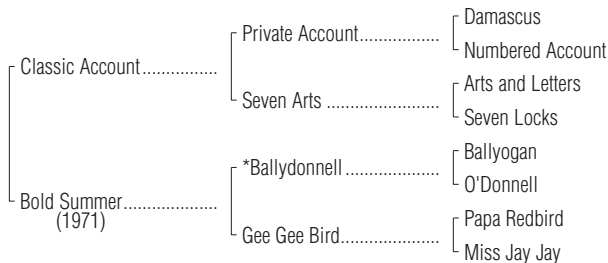 Damascus
Private Account..................
Numbered Account
Classic Account................
Arts and Letters
Seven Arts .........................
Seven Locks
Ballyogan
*Ballydonnell .....................
O'Donnell
Bold Summer....................
(1971)
Papa Redbird
Gee Gee Bird......................
Miss Jay Jay